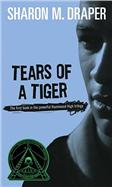 SHARON M. DRAPER
TEARS OF A
TIGER
The first book in the powerful Hazelwood High trilogy